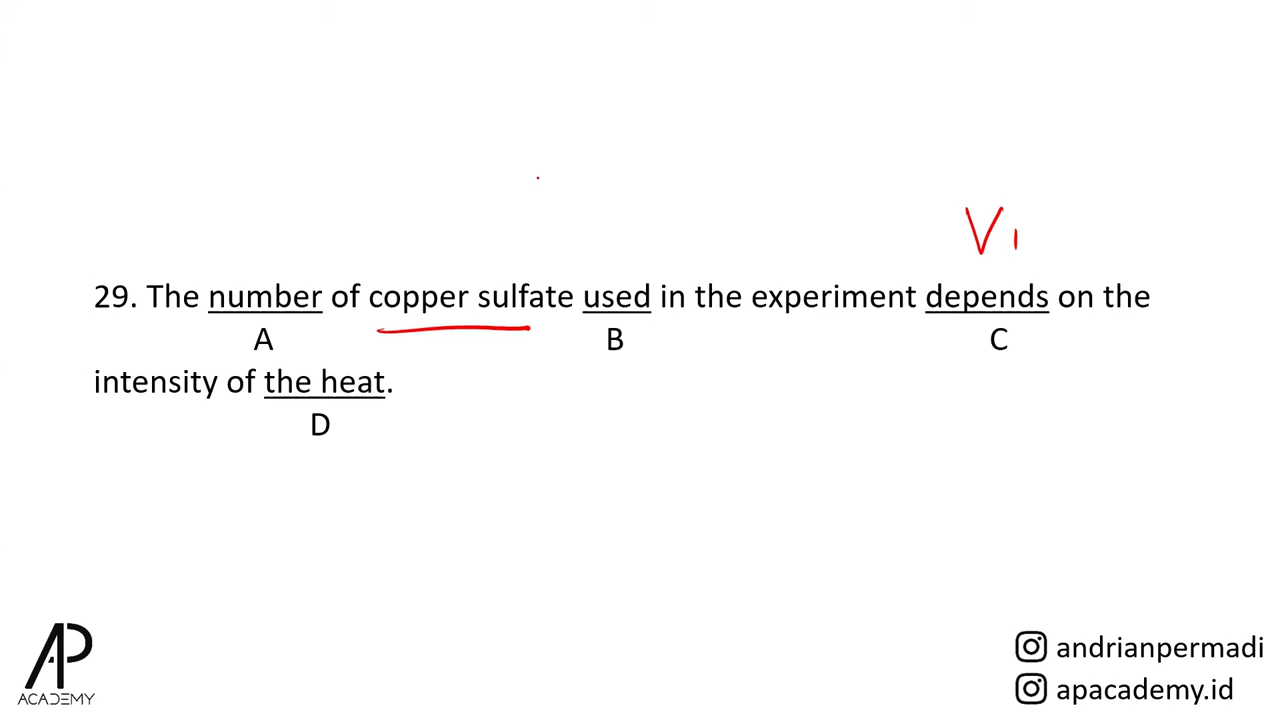 V1
29. The number of copper sulfate used in the experiment depends on the
A B C
intensity of the heat.
D
AP
ACADEMY
andrianpermadi
apacademy.id